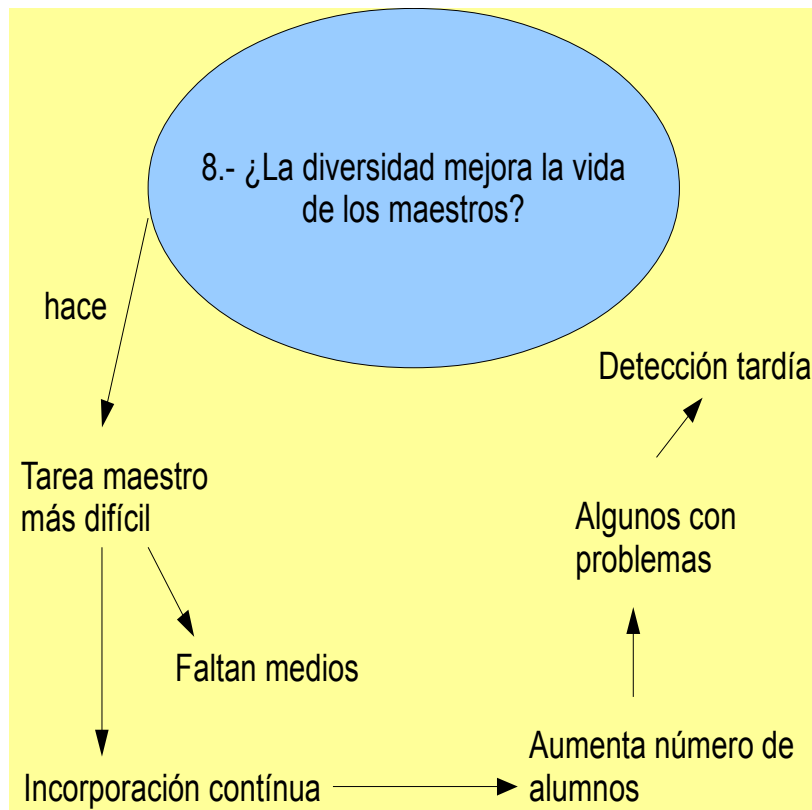 8.- ¿La diversidad mejora la vida
de los maestros?
hace
Detección tardía
Tarea maestro
más difícil
Algunos con
problemas
Faltan medios
Aumenta número de
alumnos
Incorporación contínua